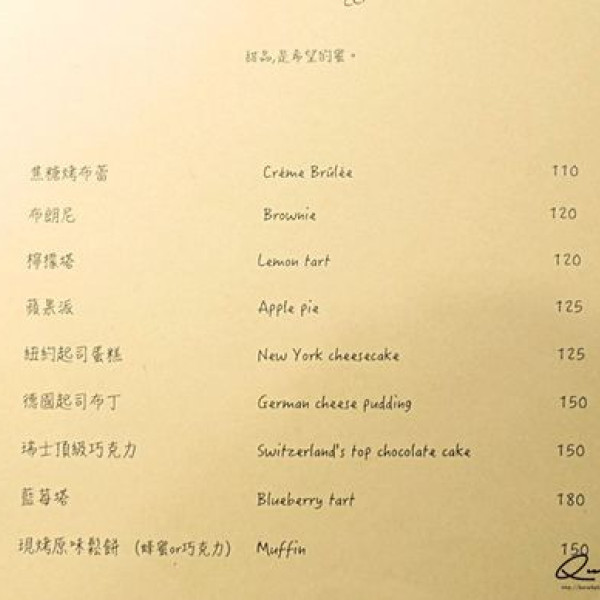 甜品,是希望的蜜。
焦糖烤布蕾 Créme Brûlée 110
布朗尼 Brownie 120
檸檬塔 Lemon tart 120
蘋果派 Apple pie 125
紐約起司蛋糕 New York cheesecake 125
德國起司布丁 German cheese pudding 150
瑞士頂級巧克力 Switzerland's top chocolate cake 150
藍莓塔 Blueberry tart 180
現烤原味鬆餅 (蜂蜜or巧克力) Muffin 150